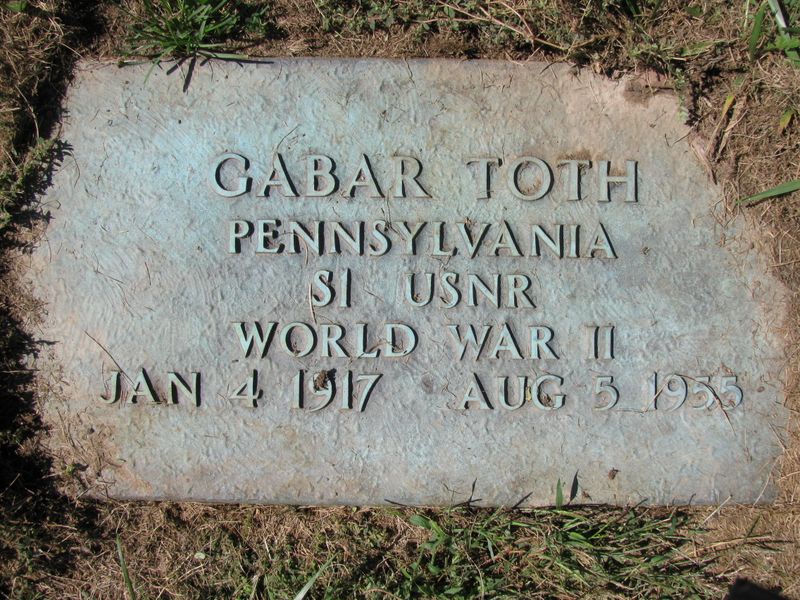 GABAR TOTH
PENNSYLVANIA
S1 USNR
WORLD WAR II
JAN 4 1917 AUG 5 1955